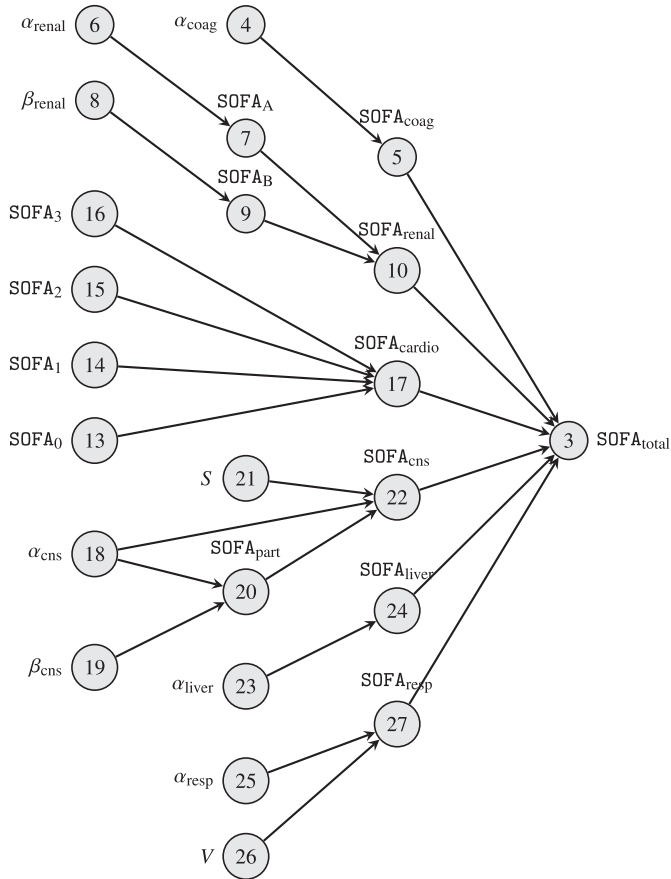 α_renal 6 α_coag 4
β_renal 8 SOFA_A
7 SOFA_coag
5
SOFA_B
9
SOFA_3 16 SOFA_renal
10
SOFA_2 15
SOFA_cardio
SOFA_1 14 17
SOFA_0 13 3 SOFA_total
SOFA_cns
S 21 22
α_cns 18 SOFA_part
20 SOFA_liver
24
β_cns 19
α_liver 23 SOFA_resp
27
α_resp 25
V 26